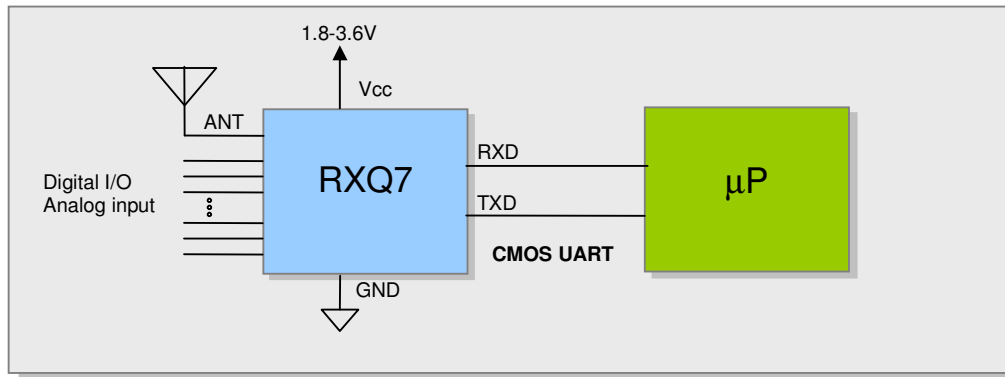 1.8-3.6V
Vcc
ANT
RXQ7
RXD
μP
Digital I/O
Analog input
TXD
CMOS UART
GND